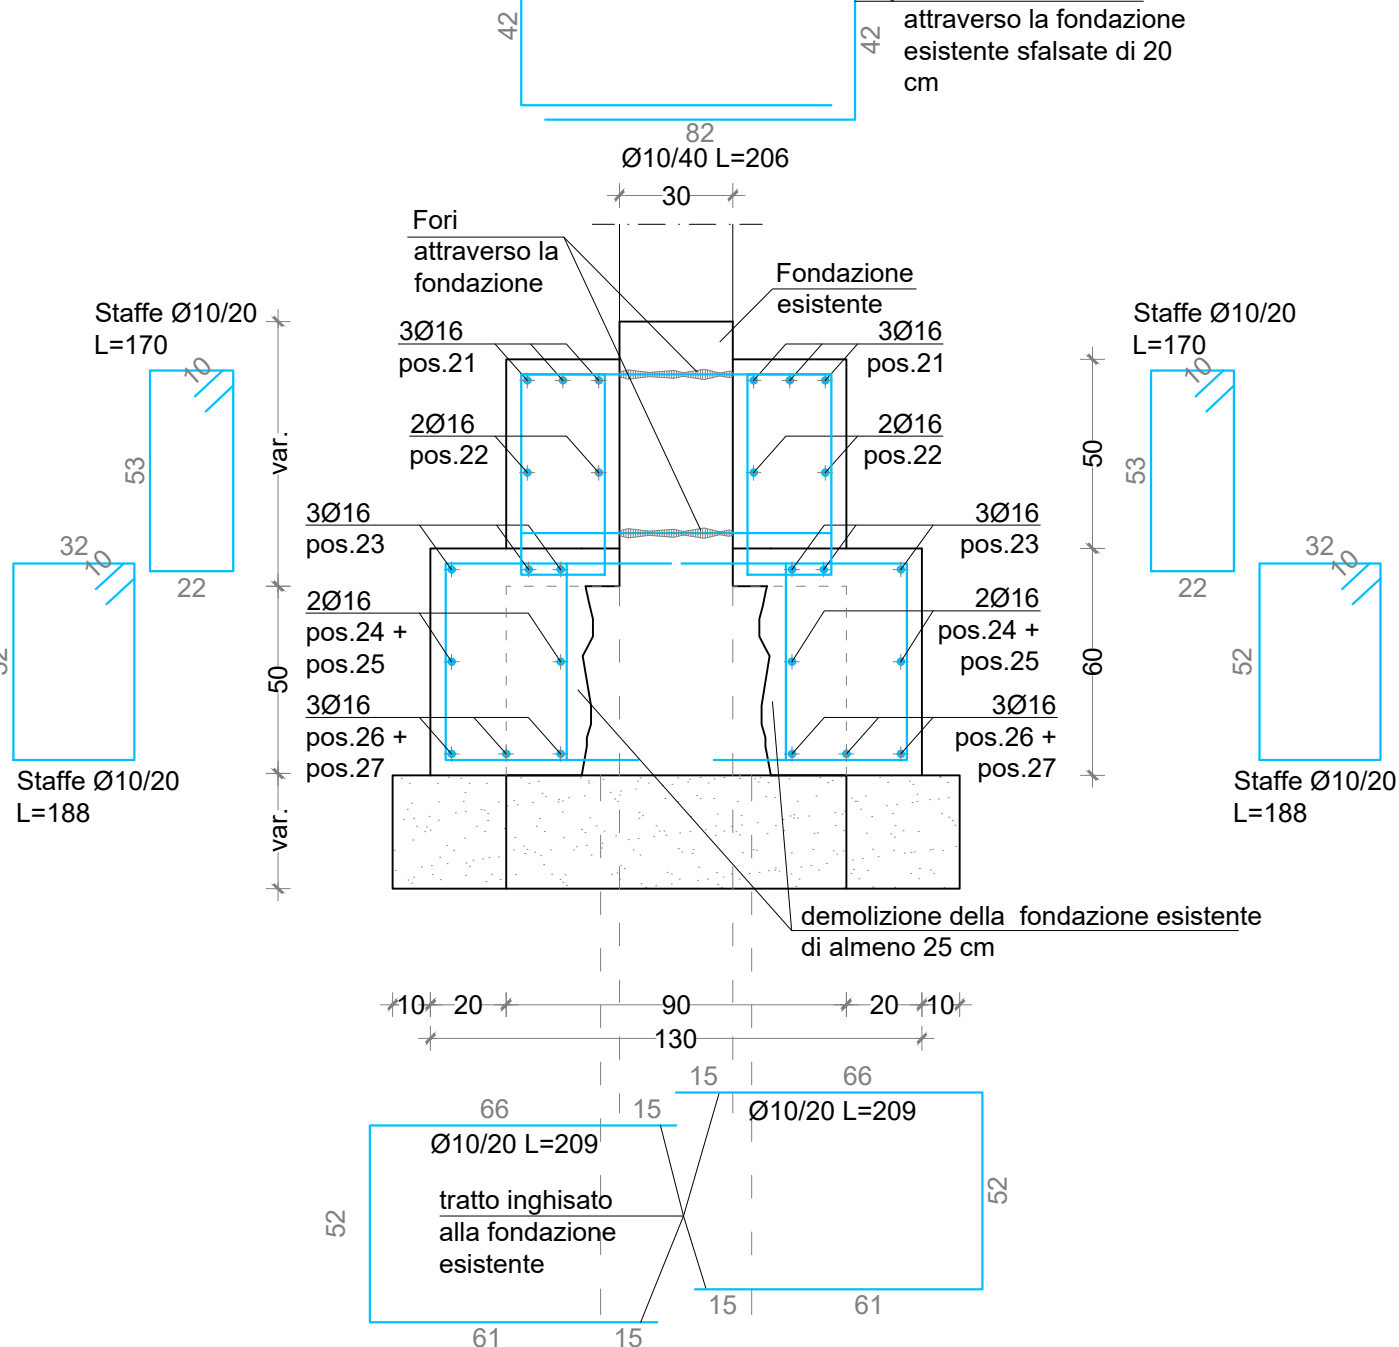 42
42
attraverso la fondazione
esistente sfalsate di 20
cm
82
Ø10/40 L=206
30
Fori
attraverso la
fondazione
Fondazione
esistente
Staffe Ø10/20
L=170
10
53
22
3Ø16
pos.21
3Ø16
pos.21
Staffe Ø10/20
L=170
10
53
22
var.
2Ø16
pos.22
2Ø16
pos.22
50
3Ø16
pos.23
3Ø16
pos.23
32
10
52
Staffe Ø10/20
L=188
32
10
52
Staffe Ø10/20
L=188
50
2Ø16
pos.24 +
pos.25
2Ø16
pos.24 +
pos.25
60
3Ø16
pos.26 +
pos.27
3Ø16
pos.26 +
pos.27
var.
demolizione della  fondazione esistente
di almeno 25 cm
10
20
90
20
10
130
15
66
Ø10/20 L=209
66
15
Ø10/20 L=209
52
52
tratto inghisato
alla fondazione
esistente
15
61
61
15